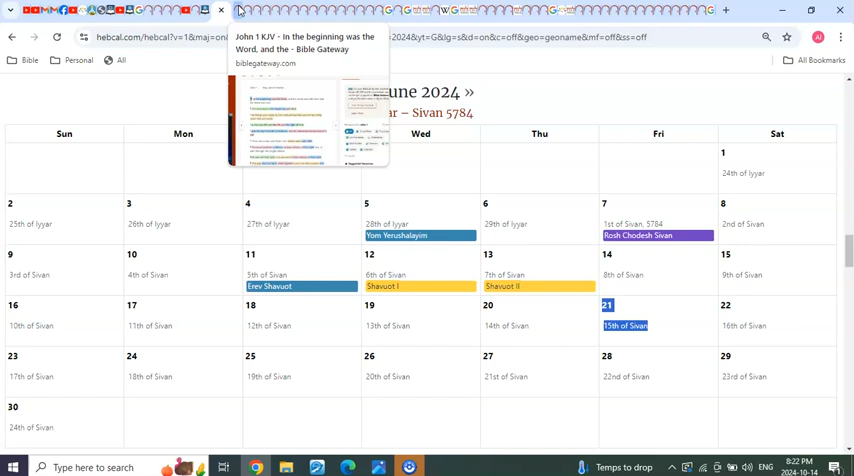 hebcal.com/hebcal?v=1&maj=on
2024&yt=G&lg=s&d=on&c=off&geo=geoname&mf=off&ss=off
AI
Bible
Personal
All
All Bookmarks
John 1 KJV - In the beginning was the
Word, and the - Bible Gateway
biblegateway.com
une 2024 »
ar – Sivan 5784
Sun Mon Wed Thu Fri Sat
1
24th of Iyyar
2 3 4 5 6 7 8
25th of Iyyar 26th of Iyyar 27th of Iyyar 28th of Iyyar 29th of Iyyar 1st of Sivan, 5784 2nd of Sivan
Yom Yerushalayim Rosh Chodesh Sivan
9 10 11 12 13 14 15
3rd of Sivan 4th of Sivan 5th of Sivan 6th of Sivan 7th of Sivan 8th of Sivan 9th of Sivan
Erev Shavuot Shavuot I Shavuot II
16 17 18 19 20 21 22
10th of Sivan 11th of Sivan 12th of Sivan 13th of Sivan 14th of Sivan 15th of Sivan 16th of Sivan
23 24 25 26 27 28 29
17th of Sivan 18th of Sivan 19th of Sivan 20th of Sivan 21st of Sivan 22nd of Sivan 23rd of Sivan
30
24th of Sivan
Type here to search
Temps to drop
ENG
8:22 PM
2024-10-14